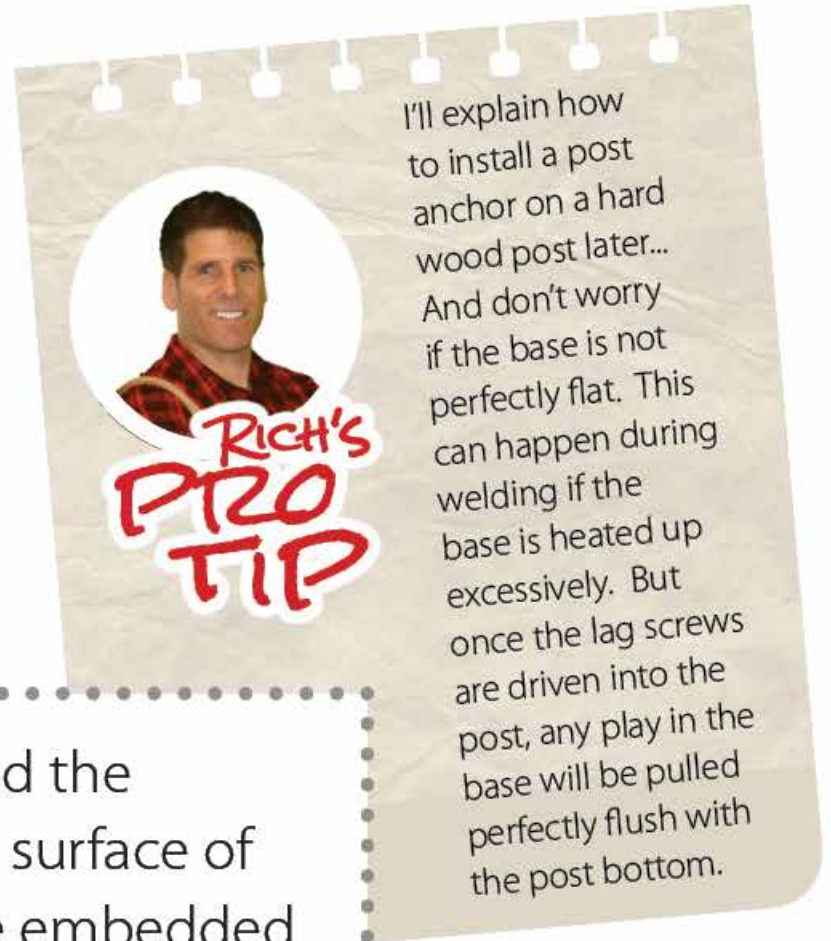 I'll explain how
to install a post
anchor on a hard
wood post later...
And don't worry
if the base is not
perfectly flat.  This
can happen during
welding if the
base is heated up
excessively.  But
once the lag screws
are driven into the
post, any play in the
base will be pulled
perfectly flush with
the post bottom.
RICH'S
PRO
TIP
d the
surface of
embedded